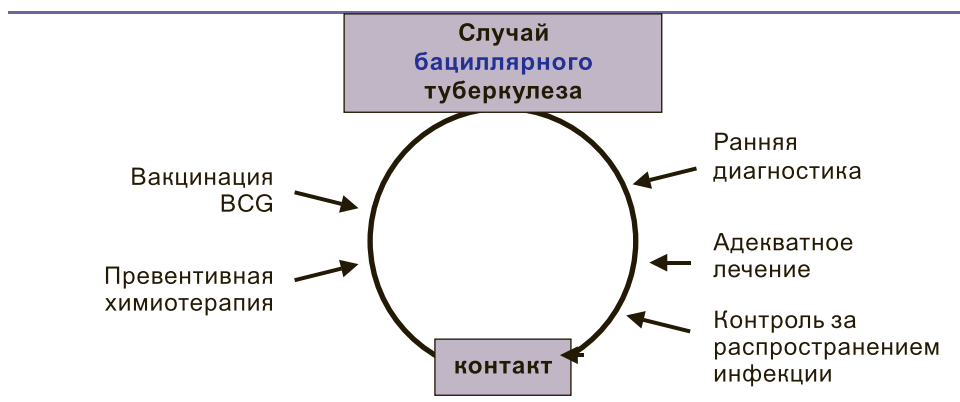 Случай
бациллярного
туберкулеза
Вакцинация
BCG
Превентивная
химиотерапия
Ранняя
диагностика
Адекватное
лечение
Контроль за
распространением
инфекции
контакт